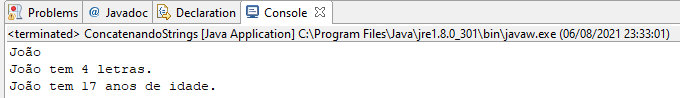 Problems @ Javadoc Declaration Console
<terminated> ConcatenandoStrings [Java Application] C:\Program Files\Java\jre1.8.0_301\bin\javaw.exe (06/08/2021 23:33:01)
João
João tem 4 letras.
João tem 17 anos de idade.